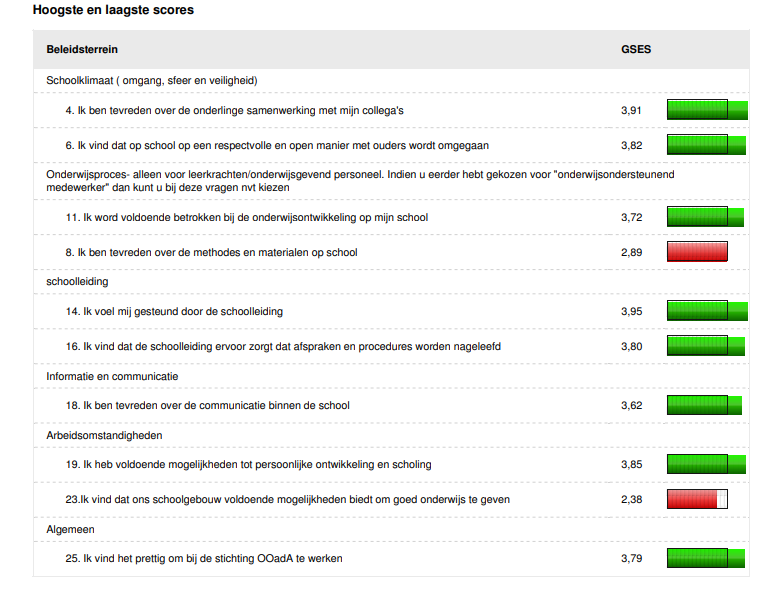 Hoogste en laagste scores
Beleidsterrein GSES
Schoolklimaat ( omgang, sfeer en veiligheid)
4. Ik ben tevreden over de onderlinge samenwerking met mijn collega's 3,91
6. Ik vind dat op school op een respectvolle en open manier met ouders wordt omgegaan 3,82
Onderwijsproces- alleen voor leerkrachten/onderwijsgevend personeel. Indien u eerder hebt gekozen voor "onderwijsondersteunend
medewerker" dan kunt u bij deze vragen nvt kiezen
11. Ik word voldoende betrokken bij de onderwijsontwikkeling op mijn school 3,72
8. Ik ben tevreden over de methodes en materialen op school 2,89
schoolleiding
14. Ik voel mij gesteund door de schoolleiding 3,95
16. Ik vind dat de schoolleiding ervoor zorgt dat afspraken en procedures worden nageleefd 3,80
Informatie en communicatie
18. Ik ben tevreden over de communicatie binnen de school 3,62
Arbeidsomstandigheden
19. Ik heb voldoende mogelijkheden tot persoonlijke ontwikkeling en scholing 3,85
23.Ik vind dat ons schoolgebouw voldoende mogelijkheden biedt om goed onderwijs te geven 2,38
Algemeen
25. Ik vind het prettig om bij de stichting OOadA te werken 3,79